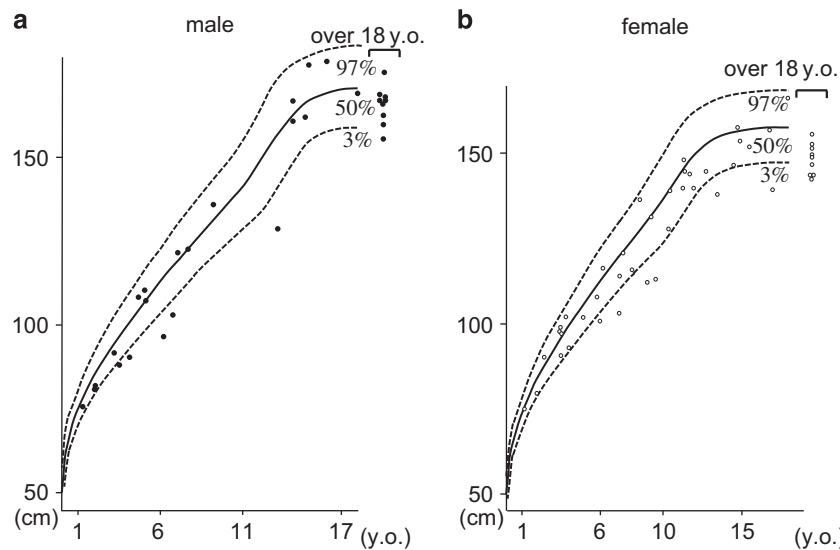 a
male
over 18 y.o.
97%
50%
3%
150
100
50
(cm)
1 6 11 17 (y.o.)
b
female
over 18 y.o.
97%
50%
3%
150
100
50
(cm)
1 6 10 15 (y.o.)